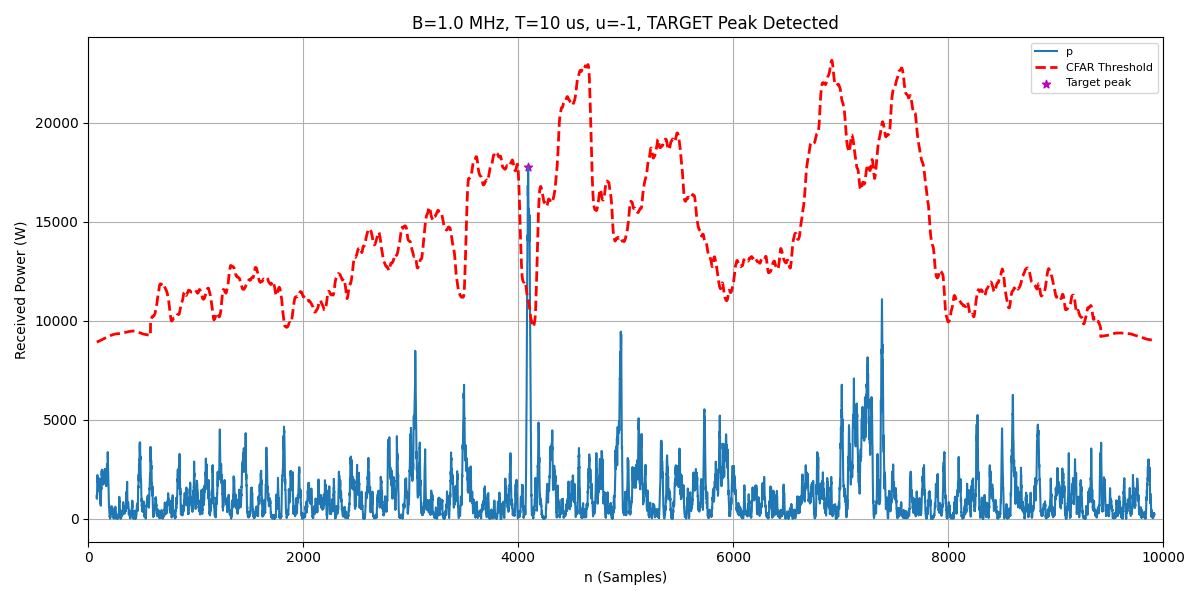 B=1.0 MHz, T=10 us, u=-1, TARGET Peak Detected
p
CFAR Threshold
Target peak
Received Power (W)
20000
15000
10000
5000
0
0 2000 4000 6000 8000 10000
n (Samples)